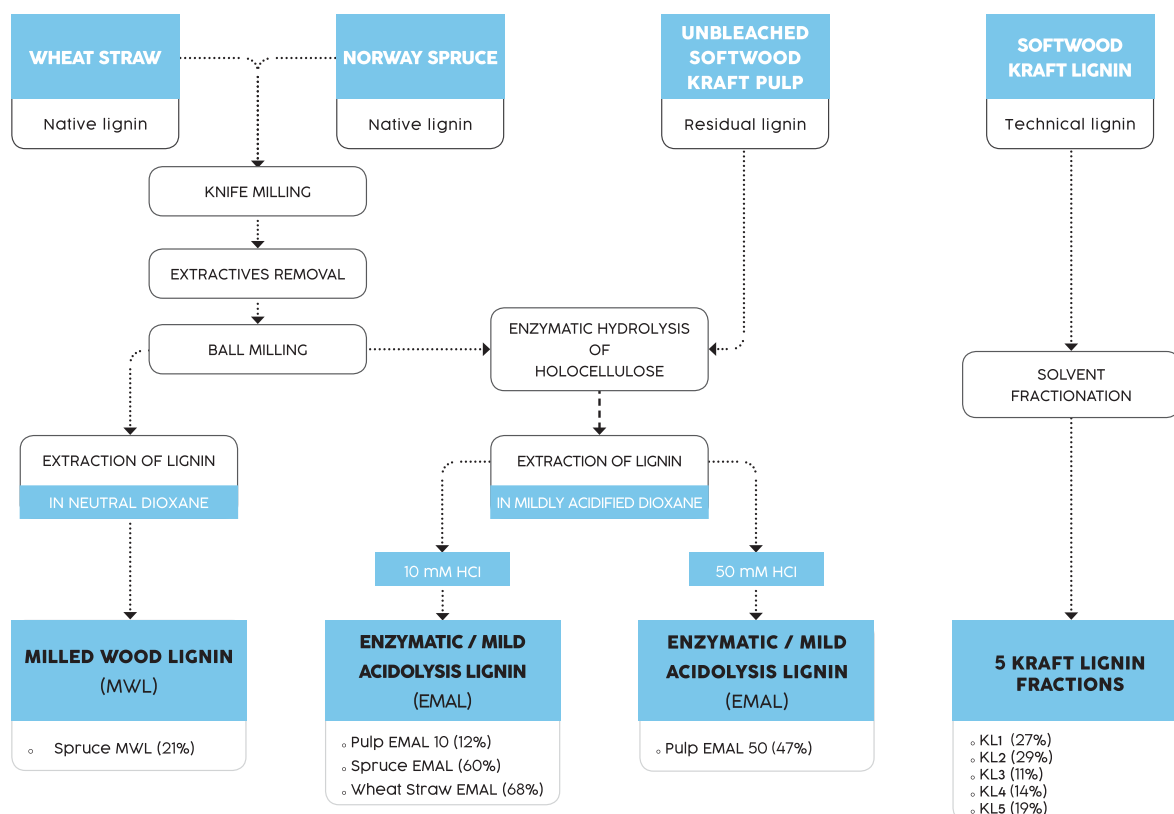 WHEAT STRAW
Native lignin
NORWAY SPRUCE
Native lignin
UNBLEACHED
SOFTWOOD
KRAFT PULP
Residual lignin
SOFTWOOD
KRAFT LIGNIN
Technical lignin
KNIFE MILLING
EXTRACTIVES REMOVAL
BALL MILLING
ENZYMATIC HYDROLYSIS
OF
HOLOCELLULOSE
SOLVENT
FRACTIONATION
EXTRACTION OF LIGNIN
IN NEUTRAL DIOXANE
EXTRACTION OF LIGNIN
IN MILDLY ACIDIFIED DIOXANE
10 mM HCl
50 mM HCl
MILLED WOOD LIGNIN
(MWL)
Spruce MWL (21%)
ENZYMATIC / MILD
ACIDOLYSIS LIGNIN
(EMAL)
Pulp EMAL 10 (12%)
Spruce EMAL (60%)
Wheat Straw EMAL (68%)
ENZYMATIC / MILD
ACIDOLYSIS LIGNIN
(EMAL)
Pulp EMAL 50 (47%)
5 KRAFT LIGNIN
FRACTIONS
KL1 (27%)
KL2 (29%)
KL3 (11%)
KL4 (14%)
KL5 (19%)